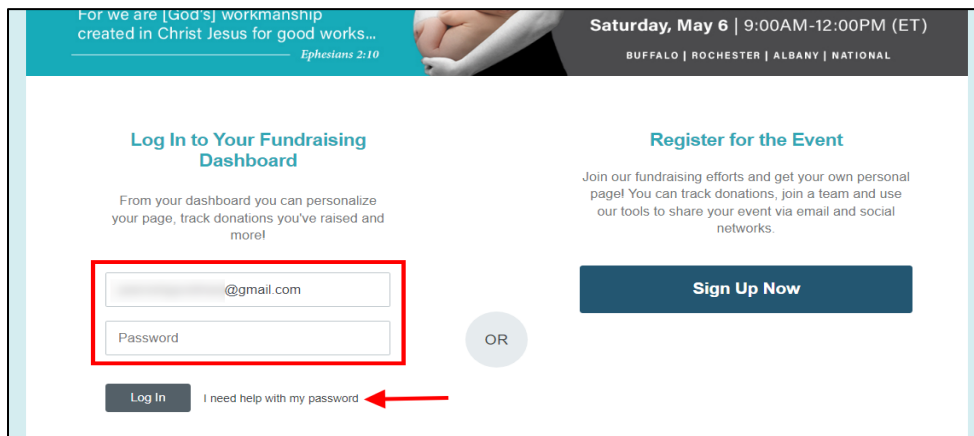 For we are [God's] workmanship
created in Christ Jesus for good works...
Ephesians 2:10
Saturday, May 6 | 9:00AM-12:00PM (ET)
BUFFALO | ROCHESTER | ALBANY | NATIONAL
Log In to Your Fundraising
Dashboard
From your dashboard you can personalize
your page, track donations you've raised and
more!
@gmail.com
Password
Log In
I need help with my password
OR
Register for the Event
Join our fundraising efforts and get your own personal
page! You can track donations, join a team and use
our tools to share your event via email and social
networks.
Sign Up Now